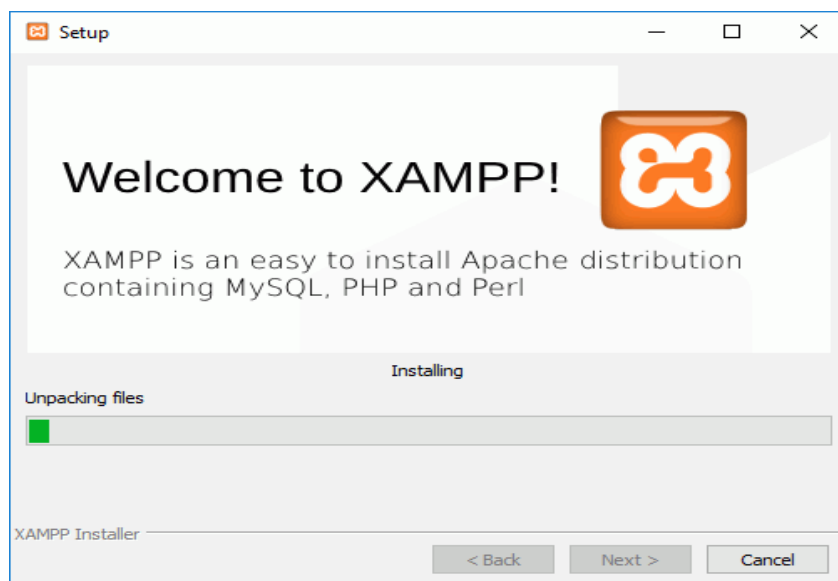 Setup
Welcome to XAMPP!
XAMPP is an easy to install Apache distribution
containing MySQL, PHP and Perl
Installing
Unpacking files
XAMPP Installer
< Back
Next >
Cancel